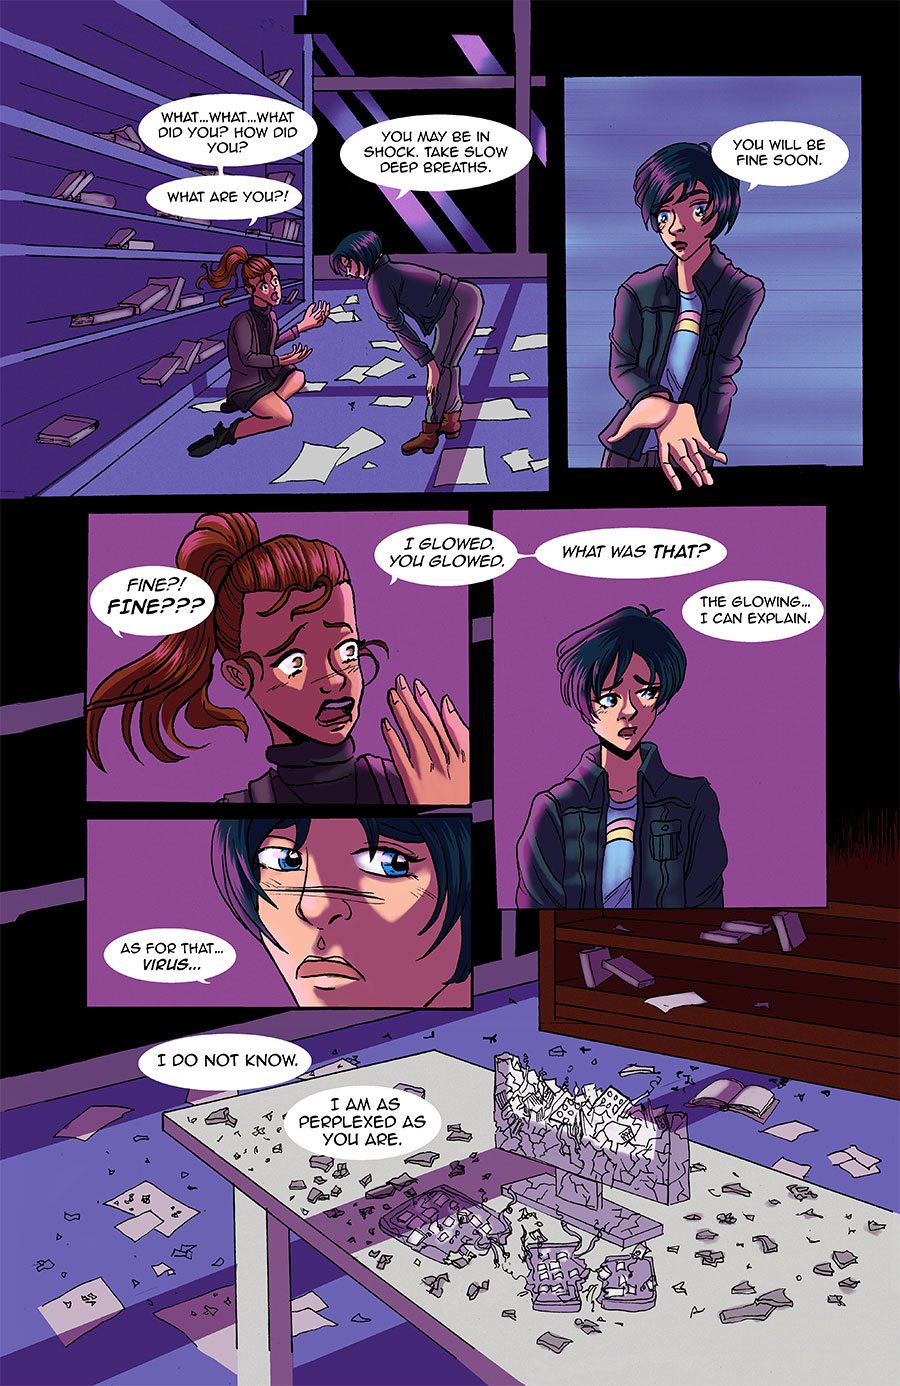 WHAT...WHAT...WHAT
DID YOU? HOW DID
YOU?
WHAT ARE YOU?!
YOU MAY BE IN
SHOCK. TAKE SLOW
DEEP BREATHS.
YOU WILL BE
FINE SOON.
FINE?!
FINE???
I GLOWED.
YOU GLOWED.
WHAT WAS THAT?
THE GLOWING...
I CAN EXPLAIN.
AS FOR THAT...
VIRUS...
I DO NOT KNOW.
I AM AS
PERPLEXED AS
YOU ARE.